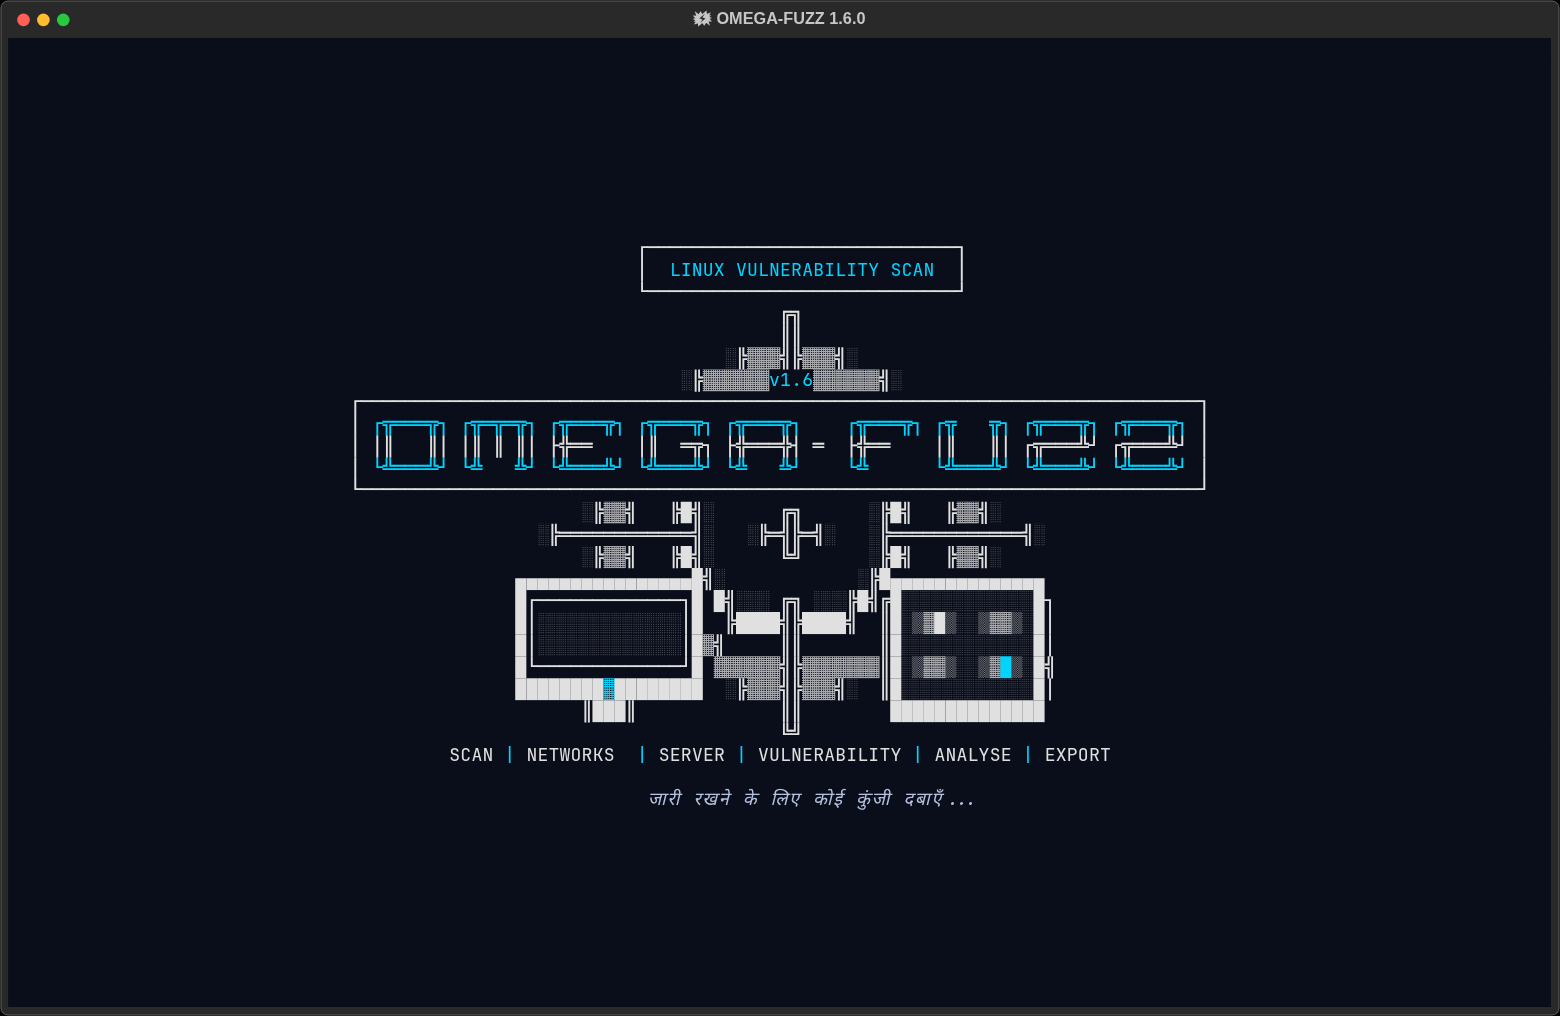 OMEGA-FUZZ 1.6.0
LINUX VULNERABILITY SCAN
v1.6
OMEGA-FUZZ
SCAN | NETWORKS | SERVER | VULNERABILITY | ANALYSE | EXPORT
जारी रखने के लिए कोई कुंजी दबाएँ ...